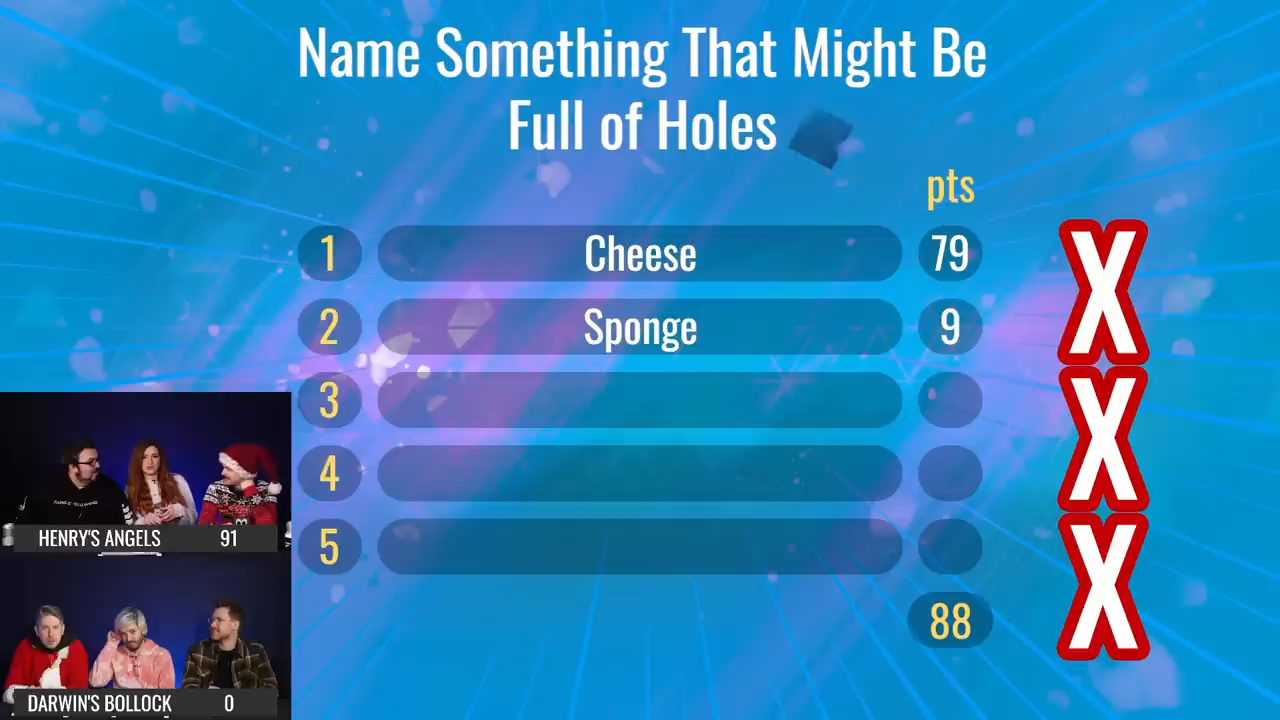 Name Something That Might Be
Full of Holes
pts
1 Cheese 79
2 Sponge 9
3
4
5
88
X
X
X
HENRY'S ANGELS 91
DARWIN'S BOLLOCK 0